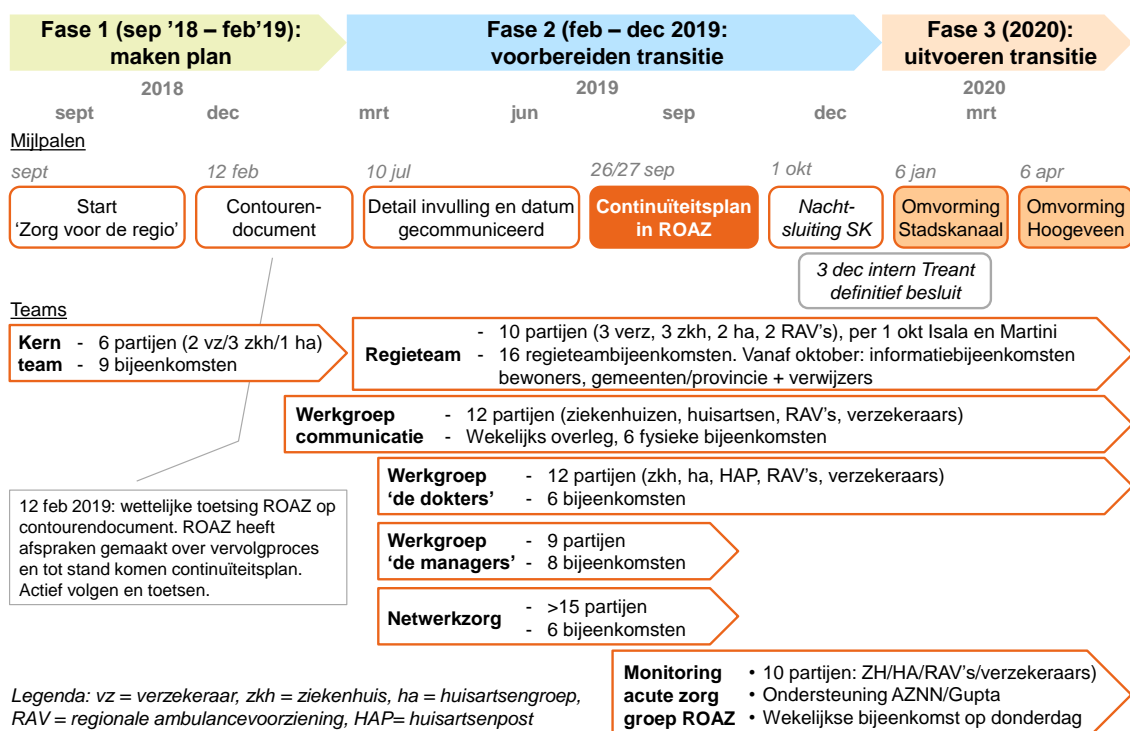 Fase 1 (sep '18 – feb'19):
maken plan
Fase 2 (feb – dec 2019:
voorbereiden transitie
Fase 3 (2020):
uitvoeren transitie
2018
2019
2020
sept
dec
mrt
jun
sep
dec
mrt
Mijlpalen
sept
12 feb
10 jul
26/27 sep
1 okt
6 jan
6 apr
Start
'Zorg voor de regio'
Contouren-
document
Detail invulling en datum
gecommuniceerd
Continuïteitsplan
in ROAZ
Nacht-
sluiting SK
Omvorming
Stadskanaal
Omvorming
Hoogeveen
3 dec intern Treant
definitief besluit
Teams
Kern
team
- 6 partijen (2 vz/3 zkh/1 ha)
- 9 bijeenkomsten
Regieteam
- 10 partijen (3 verz, 3 zkh, 2 ha, 2 RAV's), per 1 okt Isala en Martini
- 16 regieteambijeenkomsten. Vanaf oktober: informatiebijeenkomsten
bewoners, gemeenten/provincie + verwijzers
Werkgroep
communicatie
- 12 partijen (ziekenhuizen, huisartsen, RAV's, verzekeraars)
- Wekelijks overleg, 6 fysieke bijeenkomsten
Werkgroep
'de dokters'
- 12 partijen (zkh, ha, HAP, RAV's, verzekeraars)
- 6 bijeenkomsten
12 feb 2019: wettelijke toetsing ROAZ op
contourendocument. ROAZ heeft
afspraken gemaakt over vervolgproces
en tot stand komen continuïteitsplan.
Actief volgen en toetsen.
Werkgroep
'de managers'
- 9 partijen
- 8 bijeenkomsten
Netwerkzorg
- >15 partijen
- 6 bijeenkomsten
Monitoring
acute zorg
groep ROAZ
• 10 partijen: ZH/HA/RAV's/verzekeraars)
• Ondersteuning AZNN/Gupta
• Wekelijkse bijeenkomst op donderdag
Legenda: vz = verzekeraar, zkh = ziekenhuis, ha = huisartsengroep,
RAV = regionale ambulancevoorziening, HAP= huisartsenpost